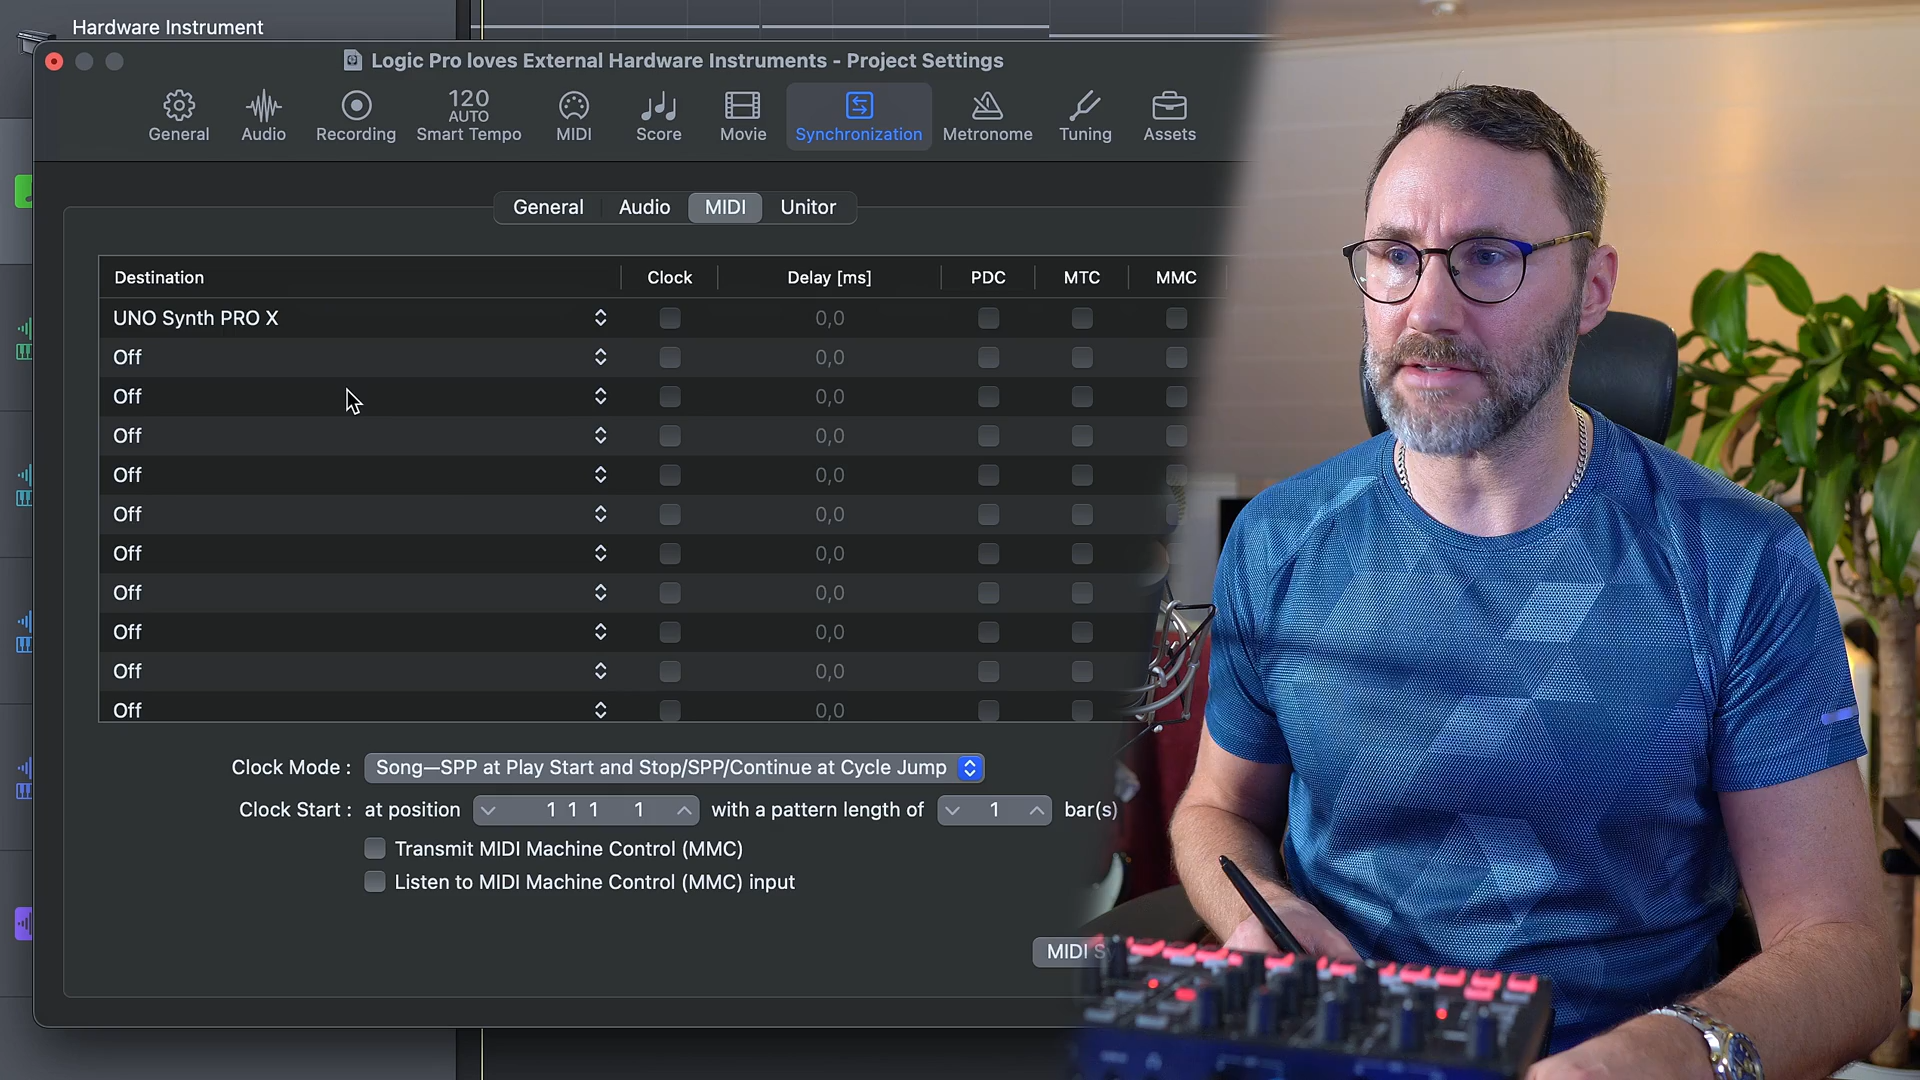 Hardware Instrument
Logic Pro loves External Hardware Instruments - Project Settings
120
AUTO
General Audio Recording Smart Tempo MIDI Score Movie Synchronization Metronome Tuning Assets
General Audio MIDI Unitor
Destination Clock Delay [ms] PDC MTC MMC
UNO Synth PRO X 0,0
Off 0,0
Off 0,0
Off 0,0
Off 0,0
Off 0,0
Off 0,0
Off 0,0
Off 0,0
Off 0,0
Off 0,0
Clock Mode : Song—SPP at Play Start and Stop/SPP/Continue at Cycle Jump
Clock Start : at position 1 1 1 1 with a pattern length of 1 bar(s)
Transmit MIDI Machine Control (MMC)
Listen to MIDI Machine Control (MMC) input
MIDI S